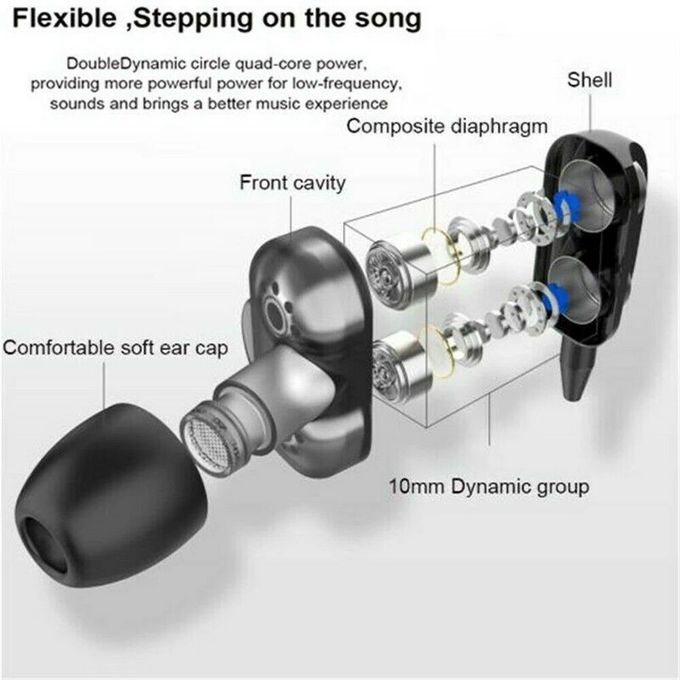 Flexible ,Stepping on the song
DoubleDynamic circle quad-core power,
providing more powerful power for low-frequency,
sounds and brings a better music experience
Shell
Composite diaphragm
Front cavity
Comfortable soft ear cap
10mm Dynamic group